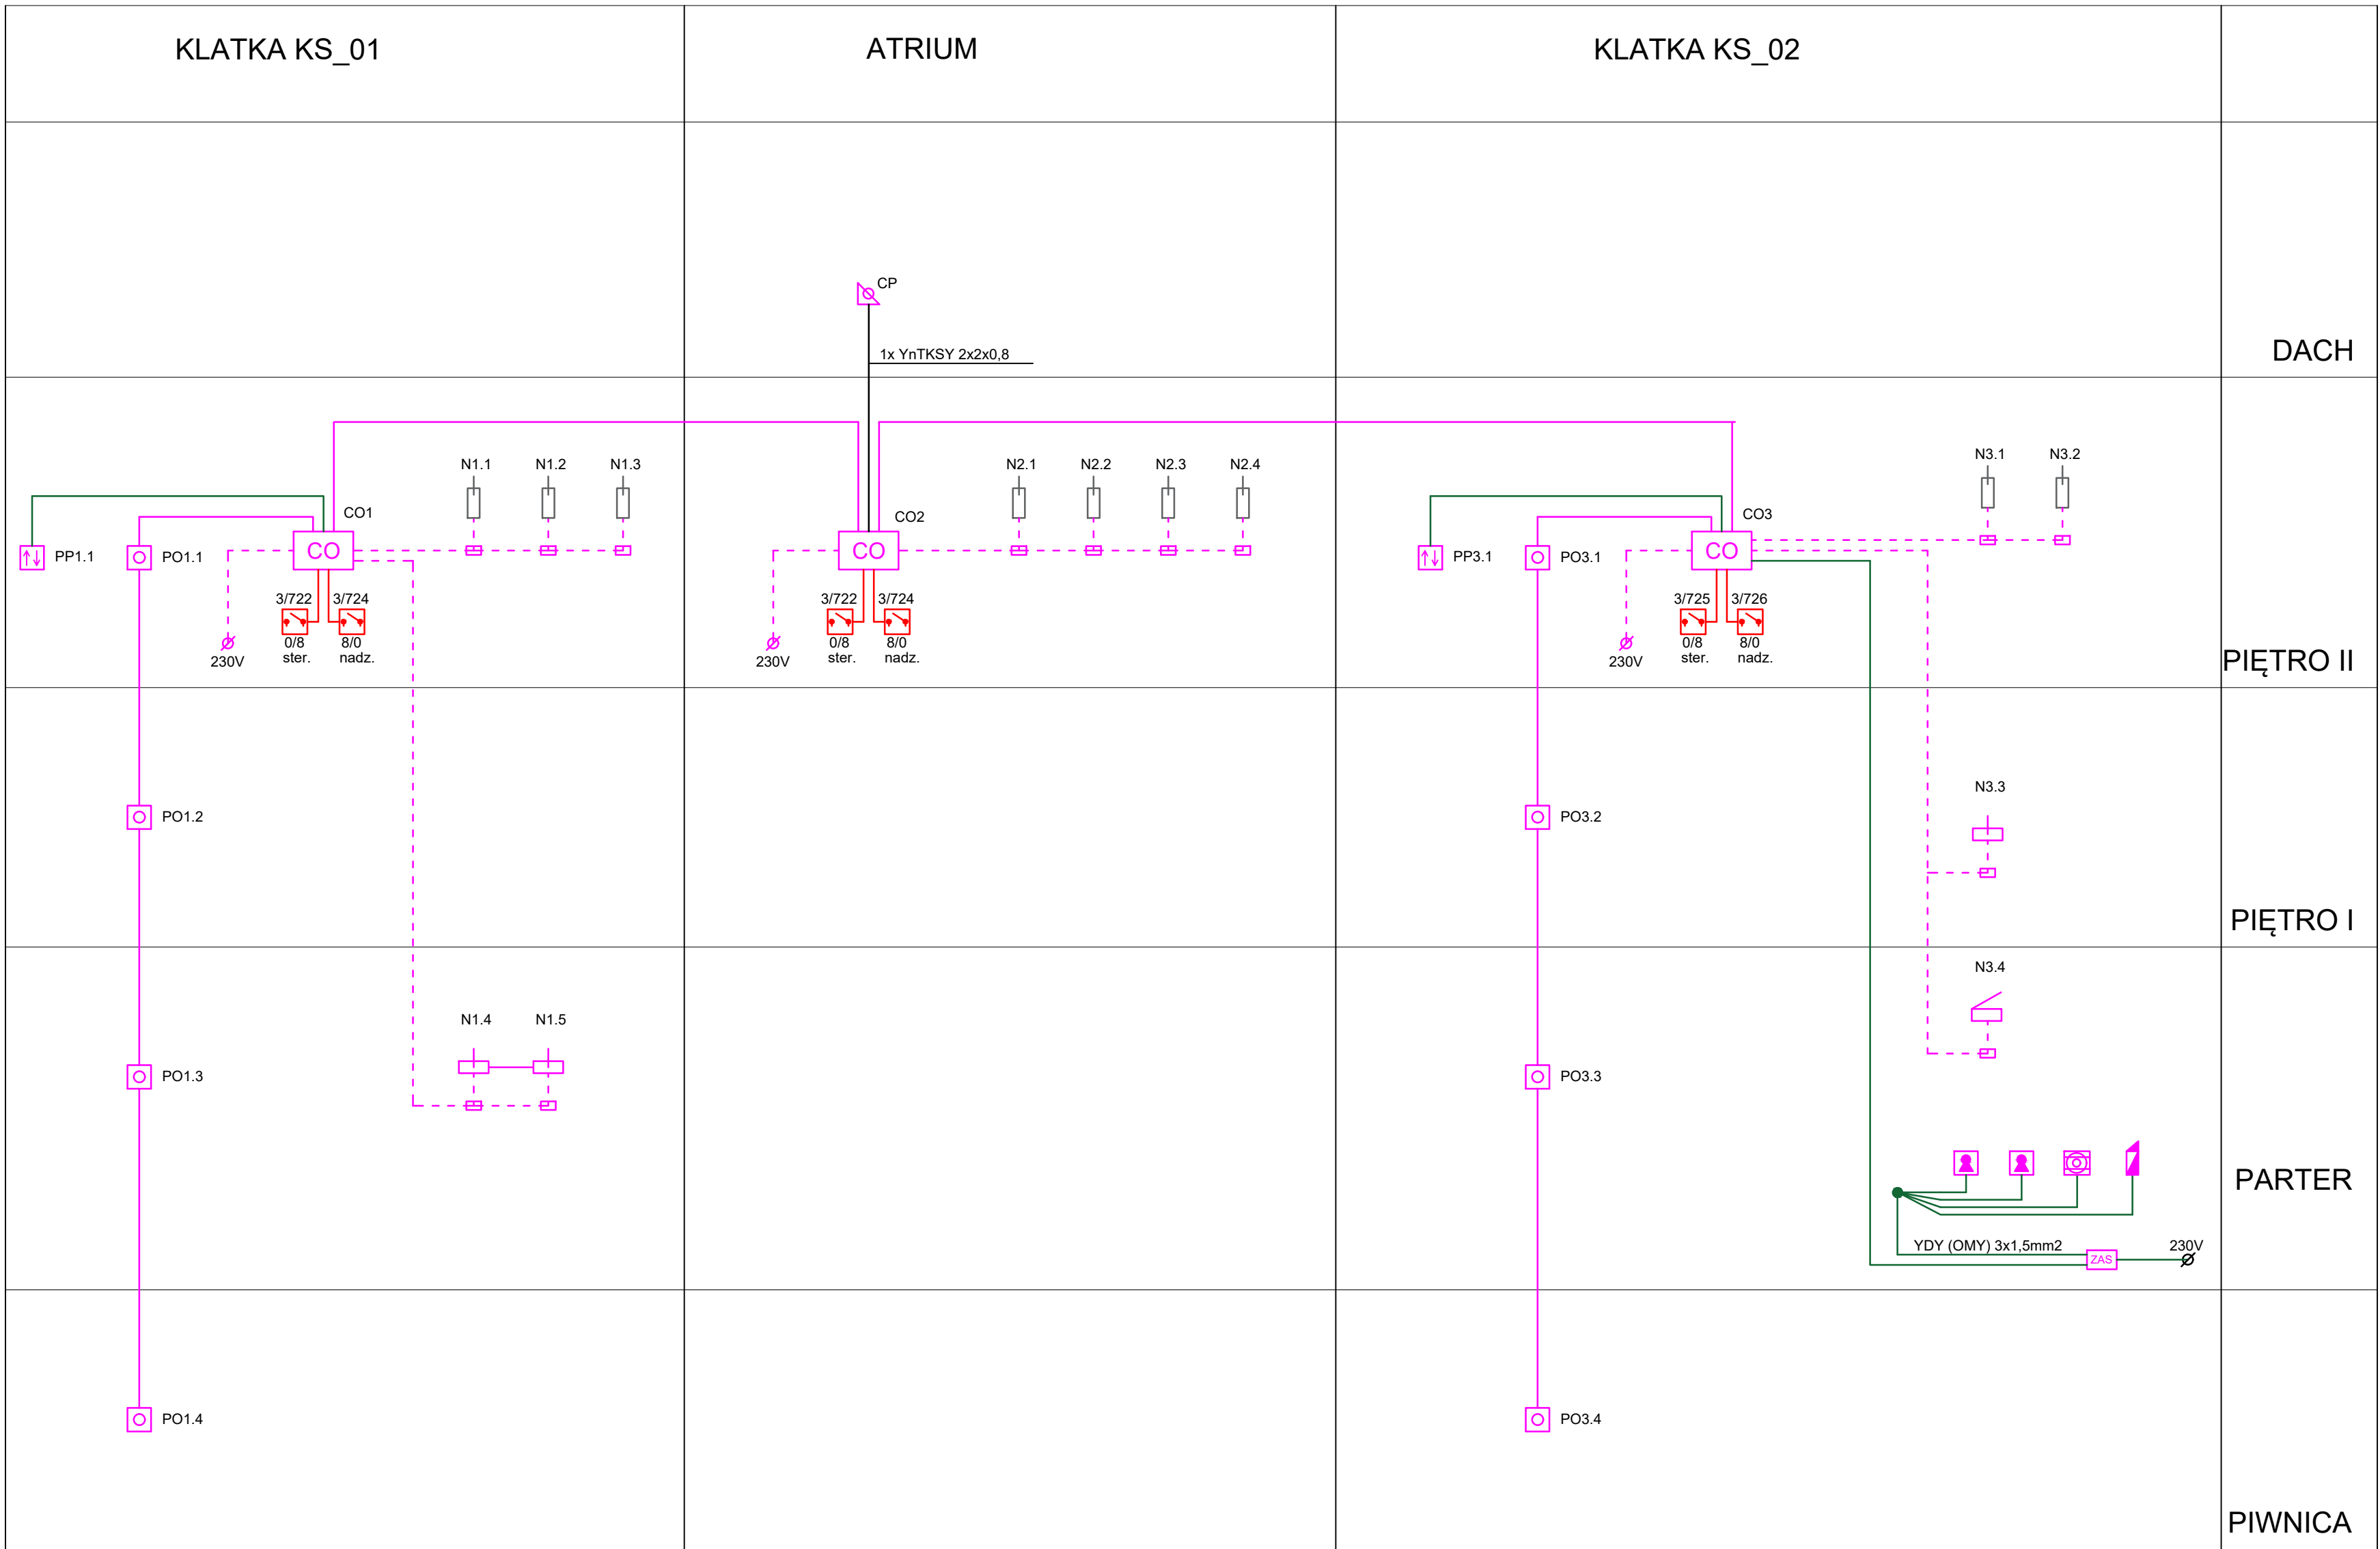 KLATKA KS_01
ATRIUM
KLATKA KS_02
CP
1x YnTKSY 2x2x0,8
DACH
N1.1
N1.2
N1.3
CO1
CO
PP1.1
PO1.1
3/722
3/724
0/8
ster.
8/0
nadz.
230V
N2.1
N2.2
N2.3
N2.4
CO2
CO
3/722
3/724
0/8
ster.
8/0
nadz.
230V
N3.1
N3.2
CO3
CO
PP3.1
PO3.1
3/725
3/726
0/8
ster.
8/0
nadz.
230V
PIĘTRO II
PO1.2
PO3.2
N3.3
PIĘTRO I
N1.4
N1.5
PO1.3
PO3.3
N3.4
PARTER
YDY (OMY) 3x1,5mm2
ZAS
230V
PO1.4
PO3.4
PIWNICA